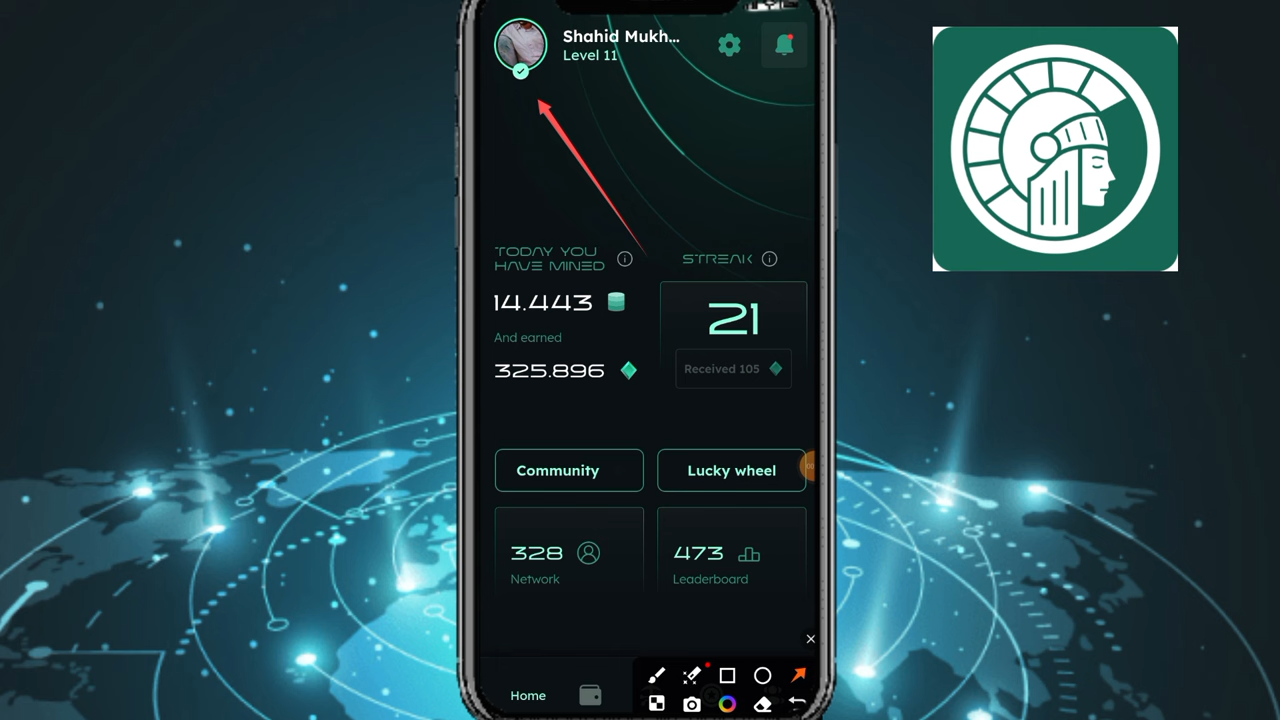 Shahid Mukh...
Level 11
TODAY YOU
HAVE MINED
STREAK
14.443
21
And earned
325.896
Received 105
Community
Lucky wheel
328
Network
473
Leaderboard
Home